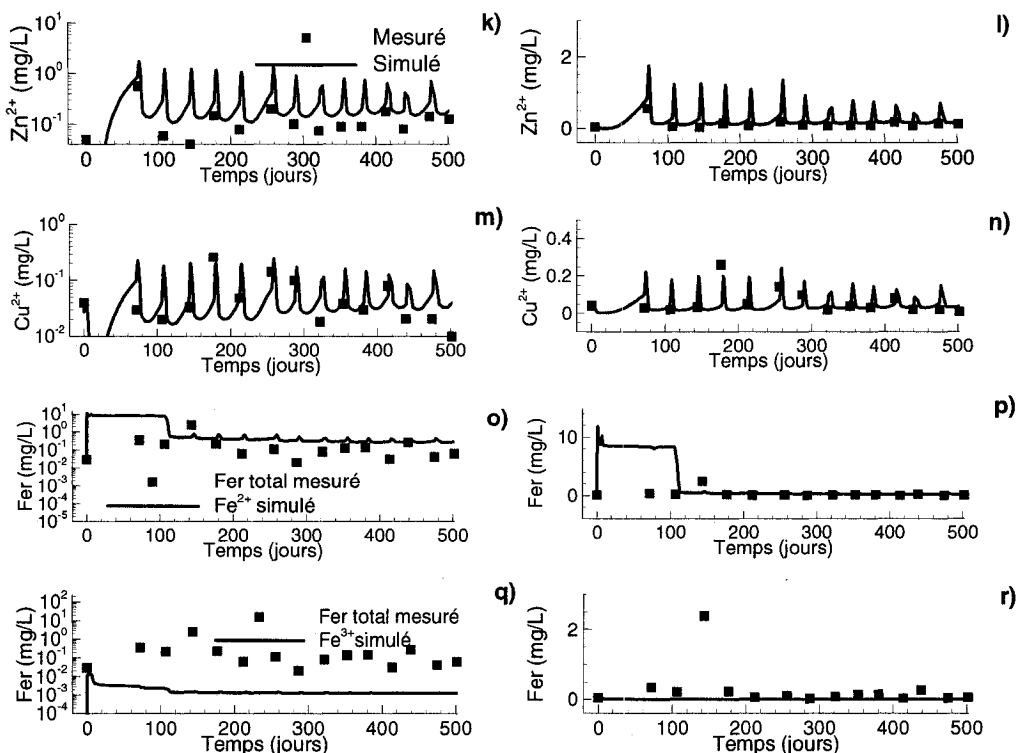 k)
Zn²⁺ (mg/L)
10¹
10⁰
10⁻¹
Mesuré
Simulé
0 100 200 300 400 500
Temps (jours)
l)
Zn²⁺ (mg/L)
2
0
0 100 200 300 400 500
Temps (jours)
m)
Cu²⁺ (mg/L)
10⁰
10⁻¹
10⁻²
0 100 200 300 400 500
Temps (jours)
n)
Cu²⁺ (mg/L)
0.4
0.2
0
0 100 200 300 400 500
Temps (jours)
o)
Fer (mg/L)
10¹
10⁰
10⁻¹
10⁻²
10⁻³
10⁻⁴
10⁻⁵
Fer total mesuré
Fe²⁺ simulé
0 100 200 300 400 500
Temps (jours)
p)
Fer (mg/L)
10
0
0 100 200 300 400 500
Temps (jours)
q)
Fer (mg/L)
10²
10¹
10⁰
10⁻¹
10⁻²
10⁻³
10⁻⁴
Fer total mesuré
Fe³⁺simulé
0 100 200 300 400 500
Temps (jours)
r)
Fer (mg/L)
2
0
0 100 200 300 400 500
Temps (jours)